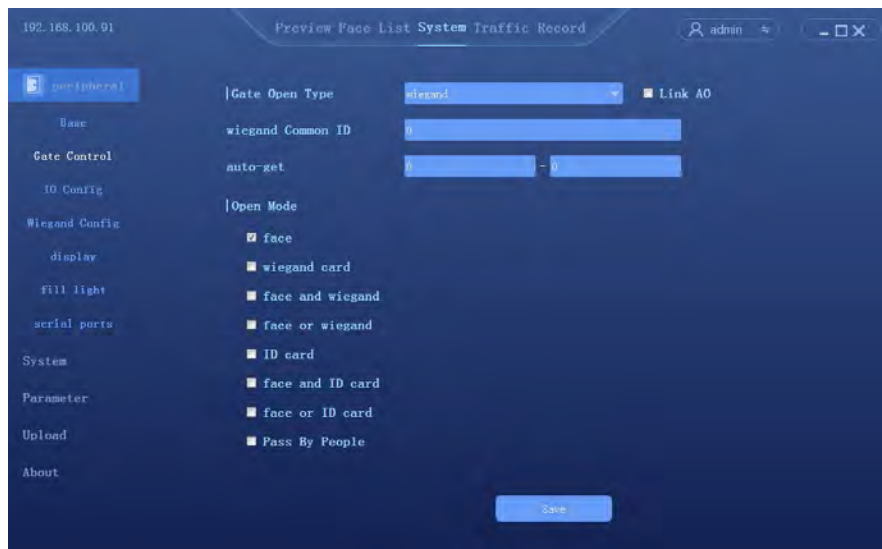 192.168.100.91
Preview Face List System Traffic Record
admin
peripheral
Base
Gate Control
IO Config
Wiegand Config
display
fill light
serial ports
System
Parameter
Upload
About
Gate Open Type wiegand Link AO
wiegand Common ID 0
auto-get 0 - 0
Open Mode
face
wiegand card
face and wiegand
face or wiegand
ID card
face and ID card
face or ID card
Pass By People
Save